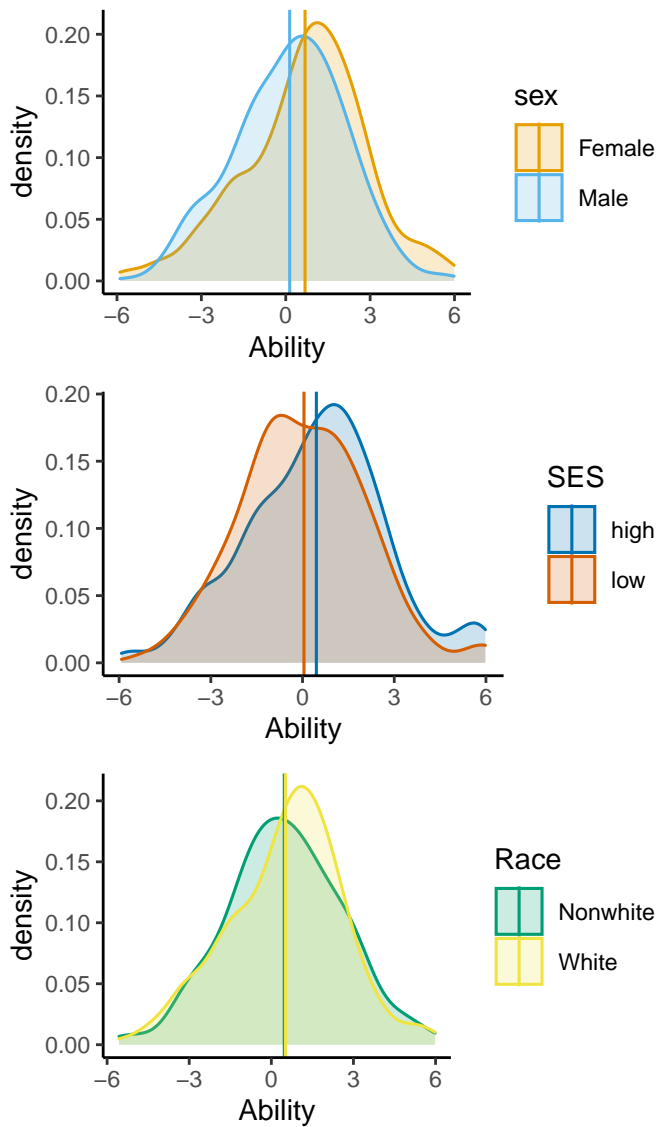 0.20
0.15
0.10
0.05
0.00
density
−6 −3 0 3 6
Ability
sex
Female
Male
0.20
0.15
0.10
0.05
0.00
density
−6 −3 0 3 6
Ability
SES
high
low
0.20
0.15
0.10
0.05
0.00
density
−6 −3 0 3 6
Ability
Race
Nonwhite
White